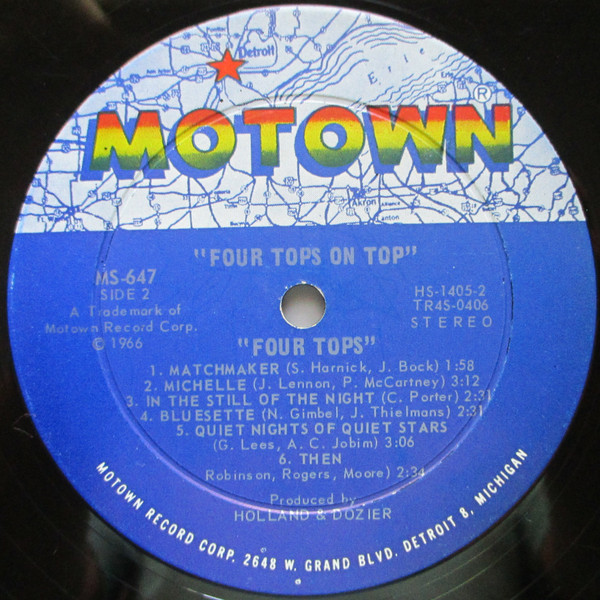 Detroit
Erie
MOTOWN®
Akron
"FOUR TOPS ON TOP"
MS-647
SIDE 2
A Trademark of
Motown Record Corp.
© 1966
HS-1405-2
TR4S-0406
STEREO
"FOUR TOPS"
1. MATCHMAKER (S. Harnick, J. Bock) 1:58
2. MICHELLE (J. Lennon, P. McCartney) 3:12
3. IN THE STILL OF THE NIGHT (C. Porter) 2:31
4. BLUESETTE (N. Gimbel, J. Thielmans) 2:31
5. QUIET NIGHTS OF QUIET STARS
(G. Lees, A. C. Jobim) 3:06
6. THEN
Robinson, Rogers, Moore) 2:34
Produced by
HOLLAND & DOZIER
MOTOWN RECORD CORP. 2648 W. GRAND BLVD. DETROIT 8, MICHIGAN